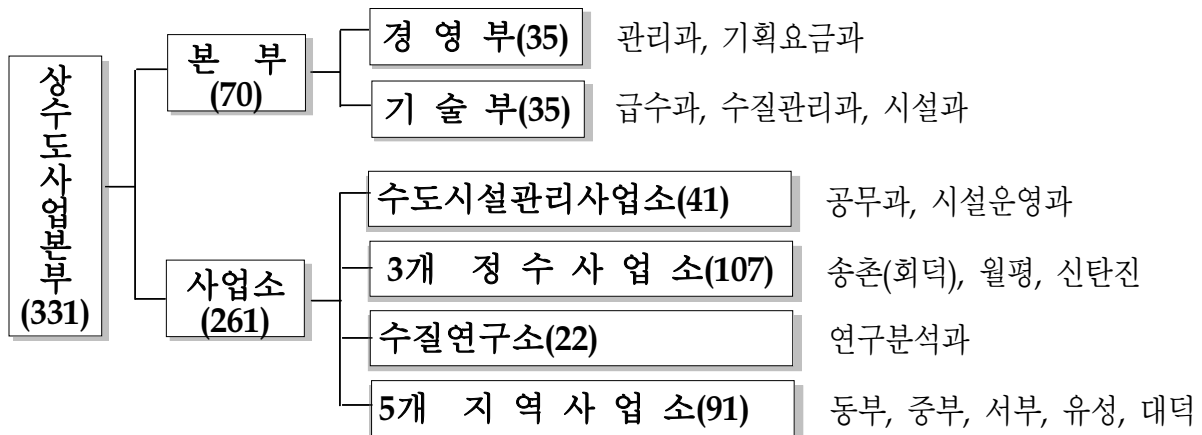 상수도사업본부
(331)
본 부
(70)
경 영 부(35) 관리과, 기획요금과
기 술 부(35) 급수과, 수질관리과, 시설과
사업소
(261)
수도시설관리사업소(41) 공무과, 시설운영과
3개 정 수 사 업 소(107) 송촌(회덕), 월평, 신탄진
수질연구소(22) 연구분석과
5개 지 역 사 업 소(91) 동부, 중부, 서부, 유성, 대덕